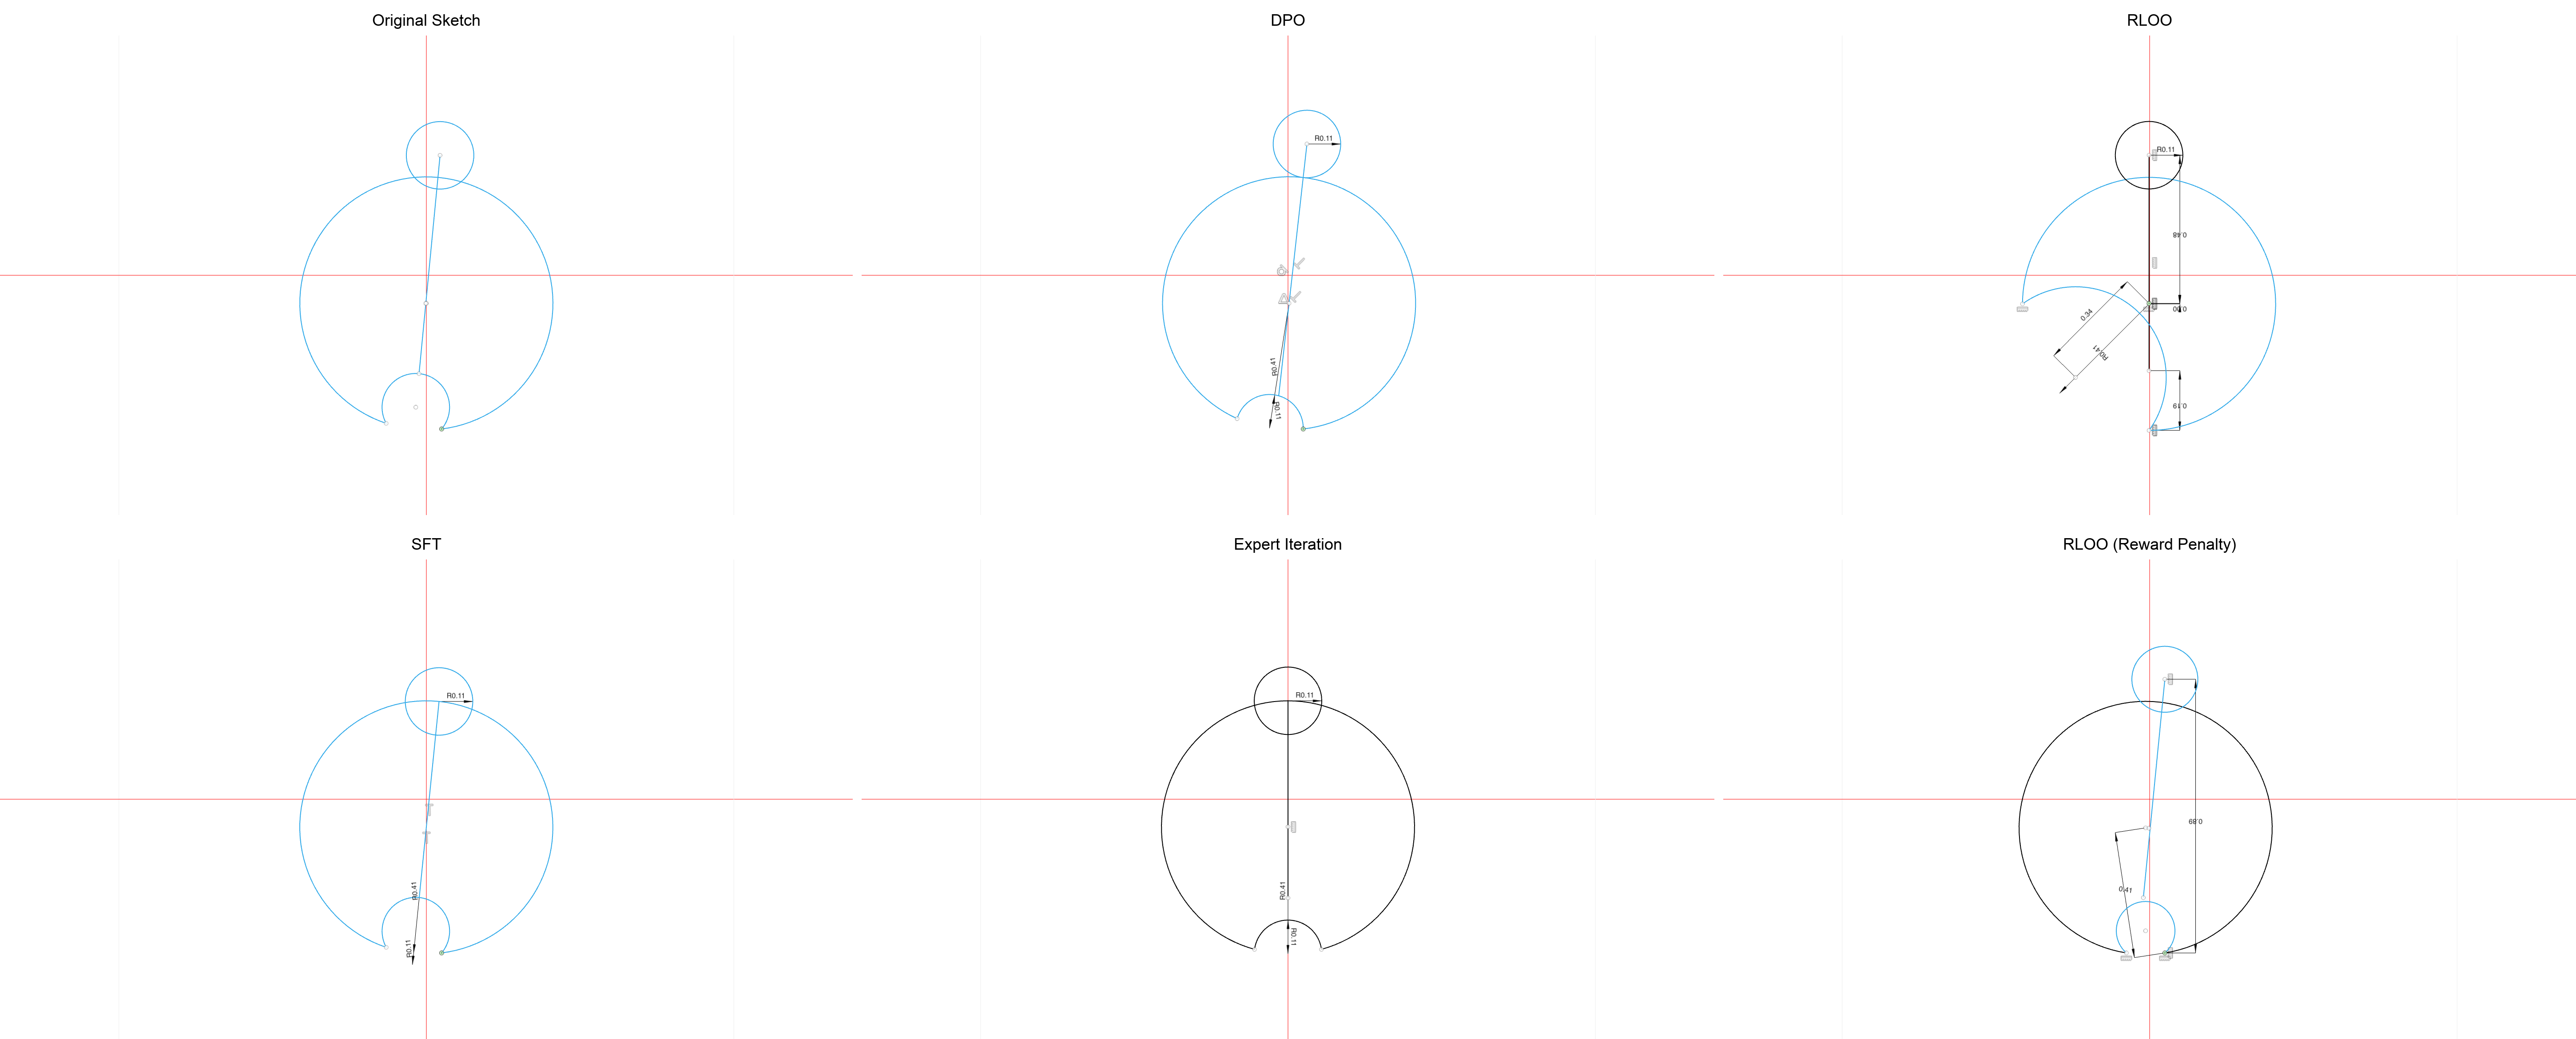 Original Sketch
DPO
RLOO
R0.11
R0.41
R0.11
R0.11
0.48
0.00
0.34
R0.41
0.19
SFT
Expert Iteration
RLOO (Reward Penalty)
R0.11
R0.41
R0.11
R0.11
R0.41
R0.11
0.89
0.41